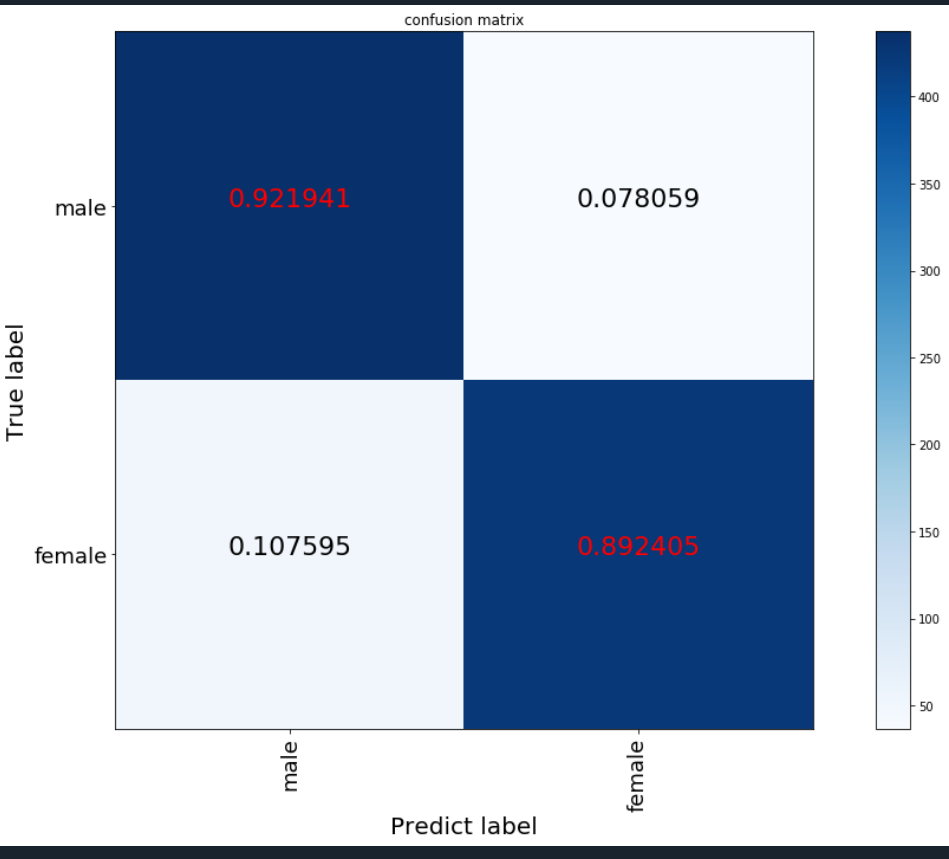 confusion matrix
0.921941
0.078059
male
0.107595
0.892405
female
True label
male
female
Predict label
400
350
300
250
200
150
100
50